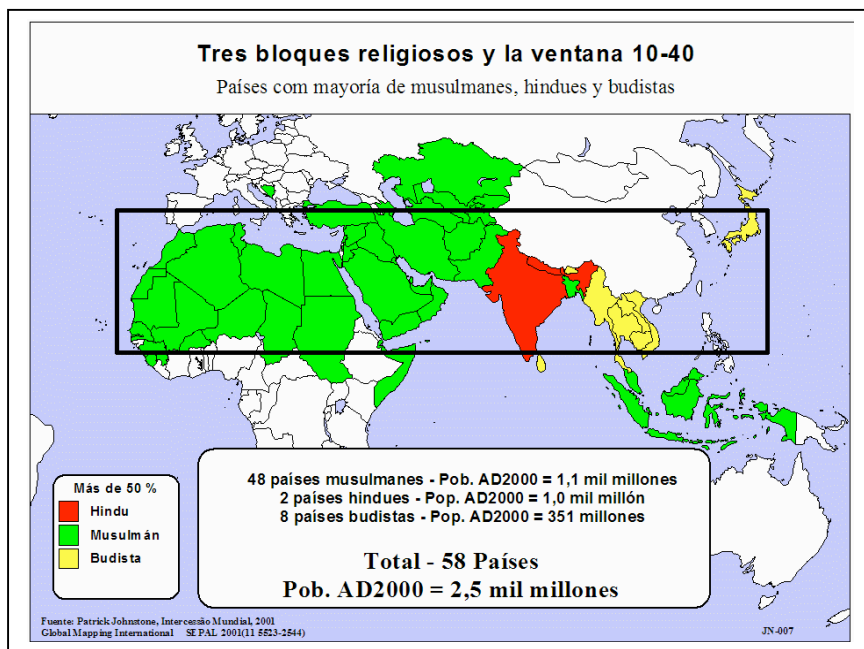 Tres bloques religiosos y la ventana 10-40
Países com mayoría de musulmanes, hindues y budistas
48 países musulmanes - Pob. AD2000 = 1,1 mil millones
2 países hindues - Pop. AD2000 = 1,0 mil millón
8 países budistas - Pop. AD2000 = 351 millones
Total - 58 Países
Pob. AD2000 = 2,5 mil millones
Más de 50 %
Hindu
Musulmán
Budista
Fuente: Patrick Johnstone, Intercessão Mundial, 2001
Global Mapping International SEPAL 2001(11 5523-2544)
JN-007